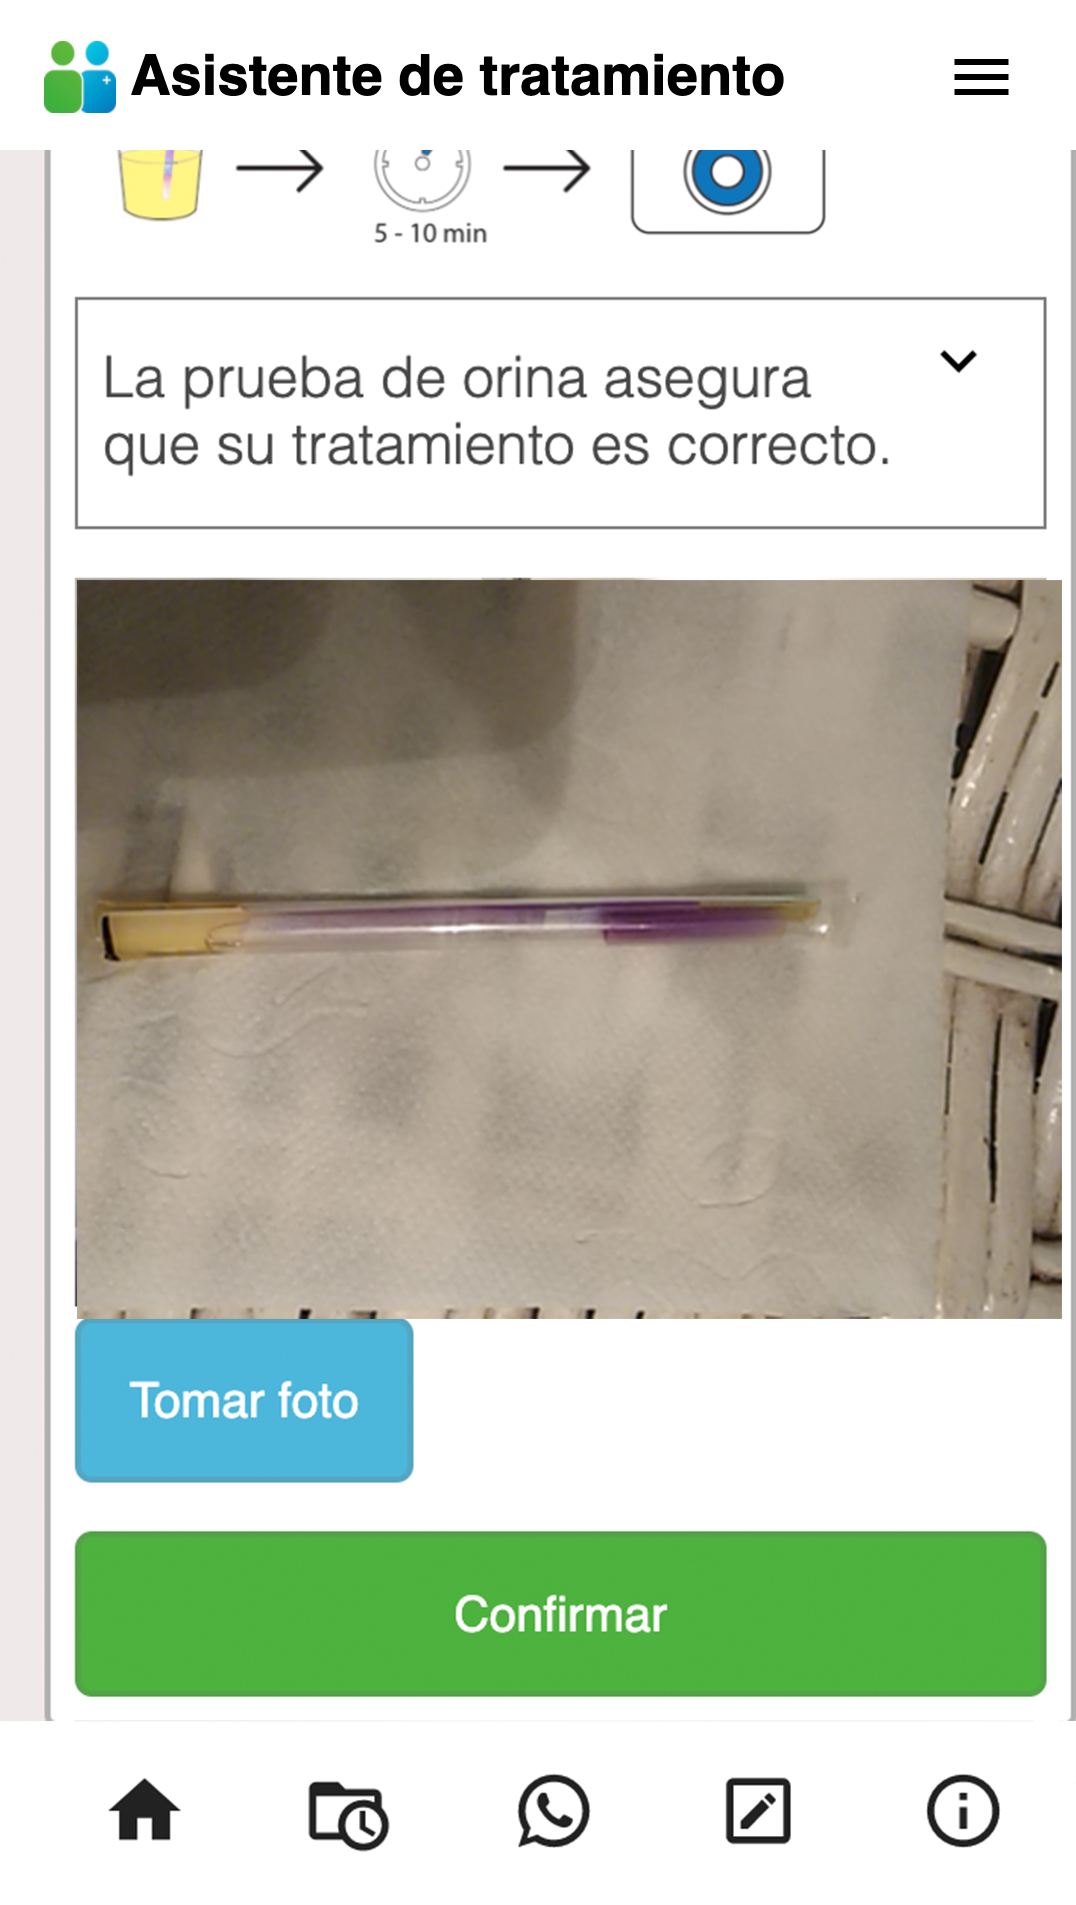 Asistente de tratamiento
5 - 10 min
La prueba de orina asegura
que su tratamiento es correcto.
Tomar foto
Confirmar